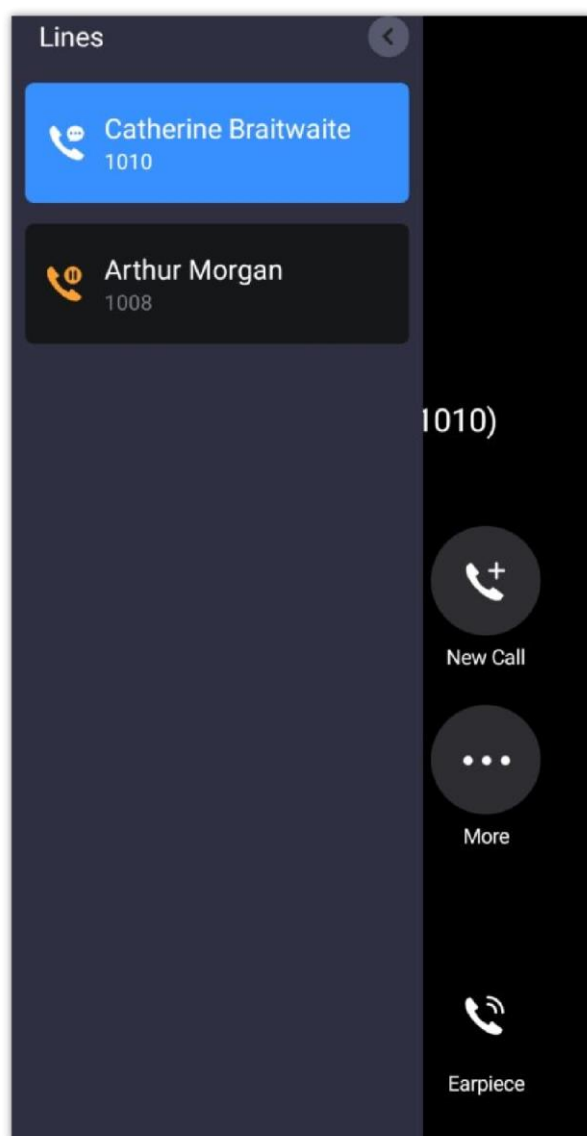 Lines
Catherine Braitwaite
1010
Arthur Morgan
1008
1010)
New Call
More
Earpiece